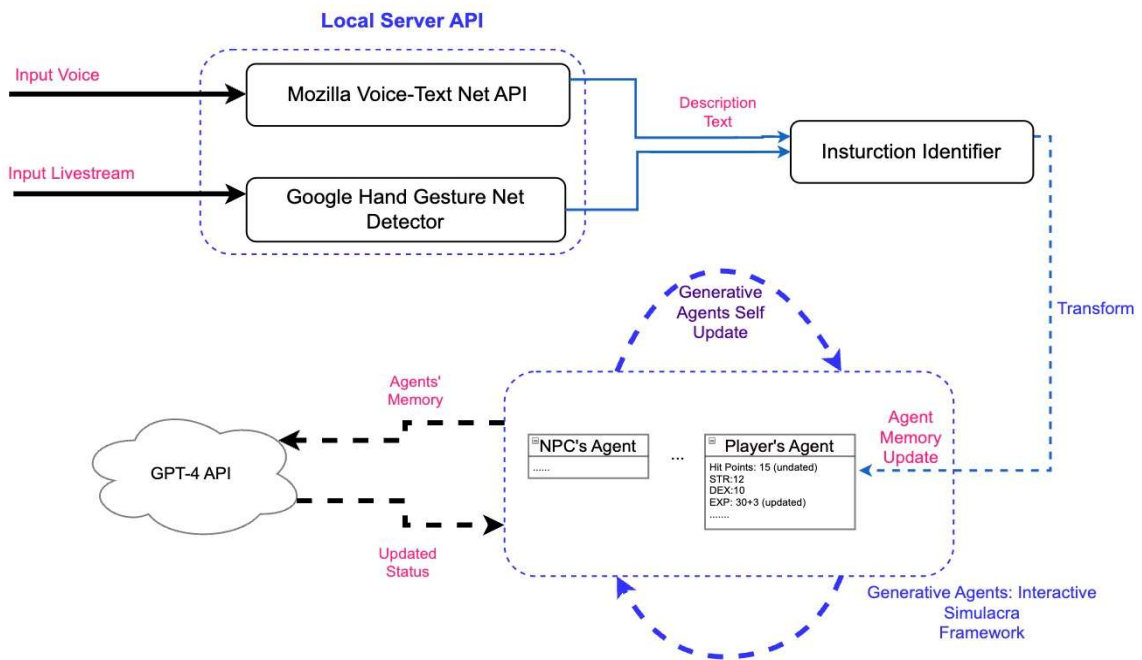 Local Server API
Input Voice
Mozilla Voice-Text Net API
Description
Text
Insturction Identifier
Input Livestream
Google Hand Gesture Net
Detector
Generative
Agents Self
Update
Transform
Agents'
Memory
GPT-4 API
NPC's Agent
......
...
Player's Agent
Hit Points: 15 (undated)
STR:12
DEX:10
EXP: 30+3 (updated)
.......
Agent
Memory
Update
Updated
Status
Generative Agents: Interactive
Simulacra
Framework